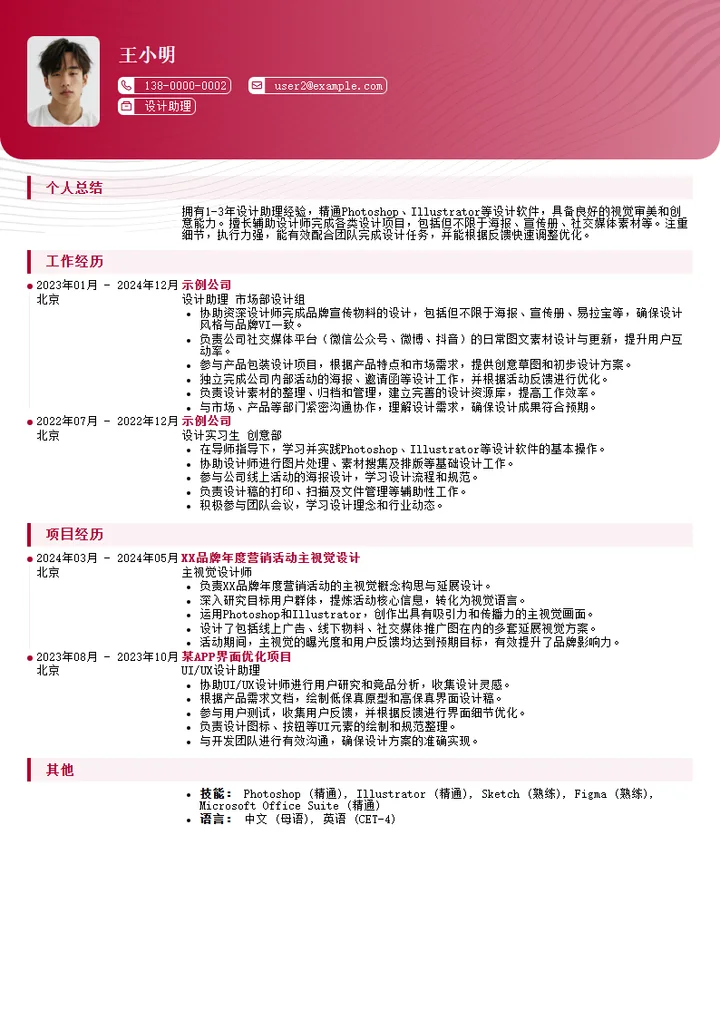 王小明
138-0000-0002
user2@example.com
设计助理
个人总结
拥有1-3年设计助理经验，精通Photoshop、Illustrator等设计软件，具备良好的视觉审美和创
意能力。擅长辅助设计师完成各类设计项目，包括但不限于海报、宣传册、社交媒体素材等。注重
细节，执行力强，能有效配合团队完成设计任务，并能根据反馈快速调整优化。
工作经历
2023年01月 - 2024年12月 示例公司
北京 设计助理 市场部设计组
• 协助资深设计师完成品牌宣传物料的设计，包括但不限于海报、宣传册、易拉宝等，确保设计
风格与品牌VI一致。
• 负责公司社交媒体平台（微信公众号、微博、抖音）的日常图文素材设计与更新，提升用户互
动率。
• 参与产品包装设计项目，根据产品特点和市场需求，提供创意草图和初步设计方案。
• 独立完成公司内部活动的海报、邀请函等设计工作，并根据活动反馈进行优化。
• 负责设计素材的整理、归档和管理，建立完善的设计资源库，提高工作效率。
• 与市场、产品等部门紧密沟通协作，理解设计需求，确保设计成果符合预期。
2022年07月 - 2022年12月 示例公司
北京 设计实习生 创意部
• 在导师指导下，学习并实践Photoshop、Illustrator等设计软件的基本操作。
• 协助设计师进行图片处理、素材搜集及排版等基础设计工作。
• 参与公司线上活动的海报设计，学习设计流程和规范。
• 负责设计稿的打印、扫描及文件管理等辅助性工作。
• 积极参与团队会议，学习设计理念和行业动态。
项目经历
2024年03月 - 2024年05月 XX品牌年度营销活动主视觉设计
北京 主视觉设计师
• 负责XX品牌年度营销活动的主视觉概念构思与延展设计。
• 深入研究目标用户群体，提炼活动核心信息，转化为视觉语言。
• 运用Photoshop和Illustrator，创作出具有吸引力和传播力的主视觉画面。
• 设计了包括线上广告、线下物料、社交媒体推广图在内的多套延展视觉方案。
• 活动期间，主视觉的曝光度和用户反馈均达到预期目标，有效提升了品牌影响力。
2023年08月 - 2023年10月 某APP界面优化项目
北京 UI/UX设计助理
• 协助UI/UX设计师进行用户研究和竞品分析，收集设计灵感。
• 根据产品需求文档，绘制低保真原型和高保真界面设计稿。
• 参与用户测试，收集用户反馈，并根据反馈进行界面细节优化。
• 负责设计图标、按钮等UI元素的绘制和规范整理。
• 与开发团队进行有效沟通，确保设计方案的准确实现。
其他
• 技能： Photoshop (精通), Illustrator (精通), Sketch (熟练), Figma (熟练),
Microsoft Office Suite (精通)
• 语言： 中文 (母语), 英语 (CET-4)